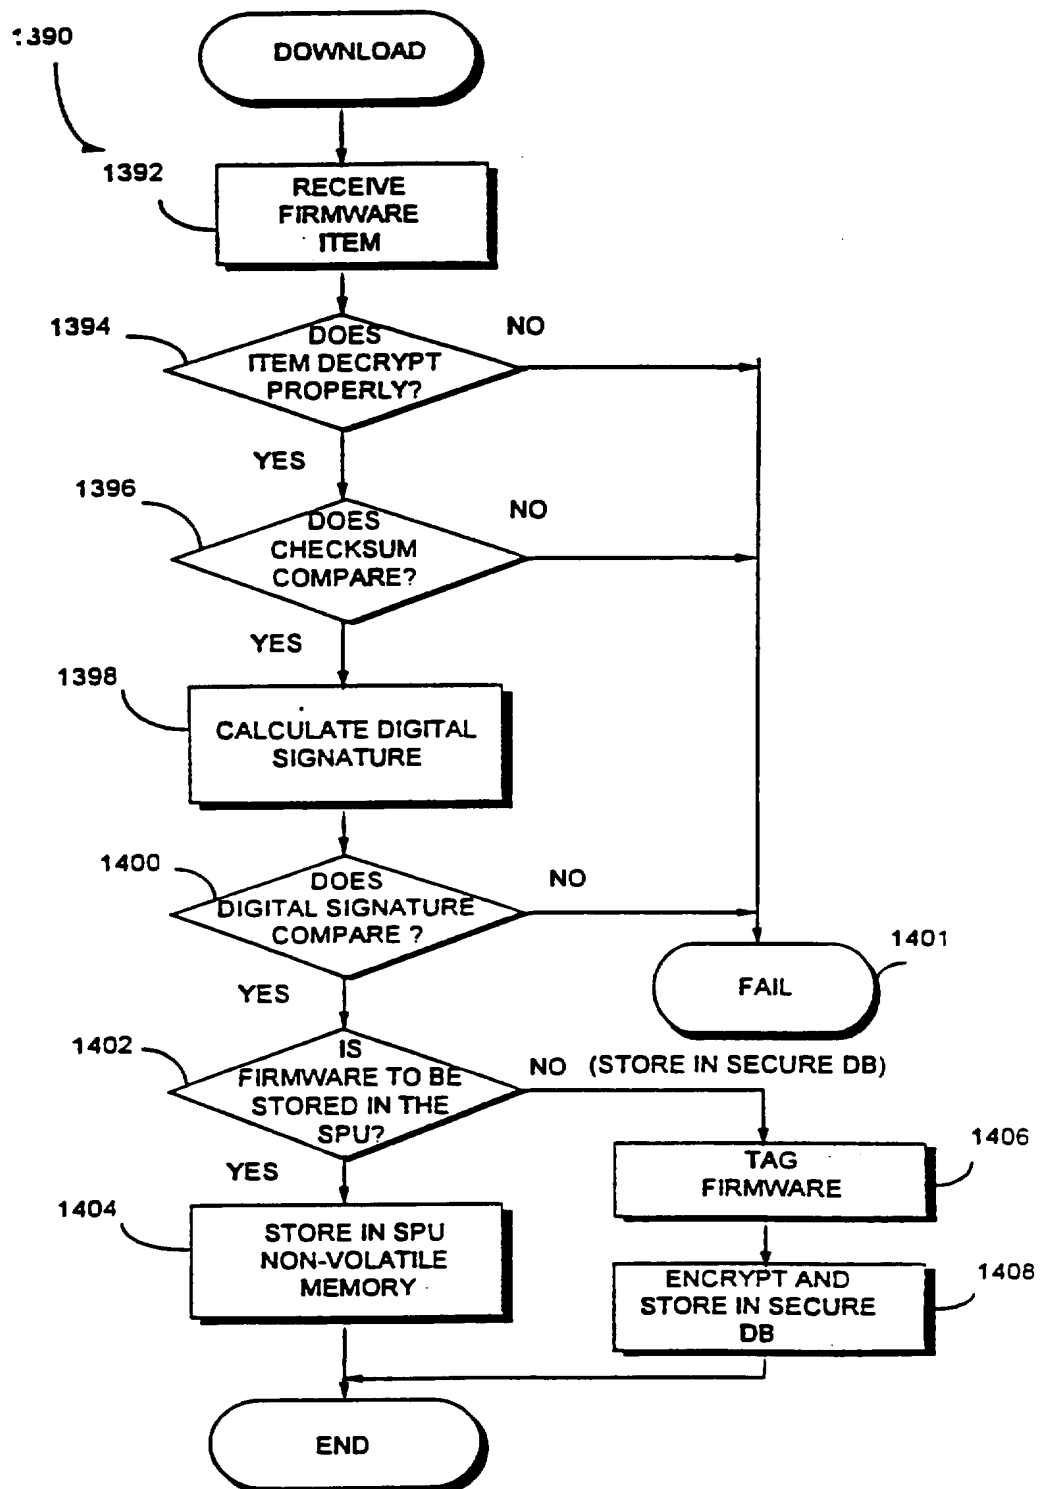 1390
DOWNLOAD
1392
RECEIVE
FIRMWARE
ITEM
1394
DOES
ITEM DECRYPT
PROPERLY?
NO
YES
1396
DOES
CHECKSUM
COMPARE?
NO
YES
1398
CALCULATE DIGITAL
SIGNATURE
1400
DOES
DIGITAL SIGNATURE
COMPARE ?
NO
YES
1401
FAIL
1402
IS
FIRMWARE TO BE
STORED IN THE
SPU?
NO (STORE IN SECURE DB)
YES
1404
STORE IN SPU
NON-VOLATILE
MEMORY
1406
TAG
FIRMWARE
1408
ENCRYPT AND
STORE IN SECURE
DB
END